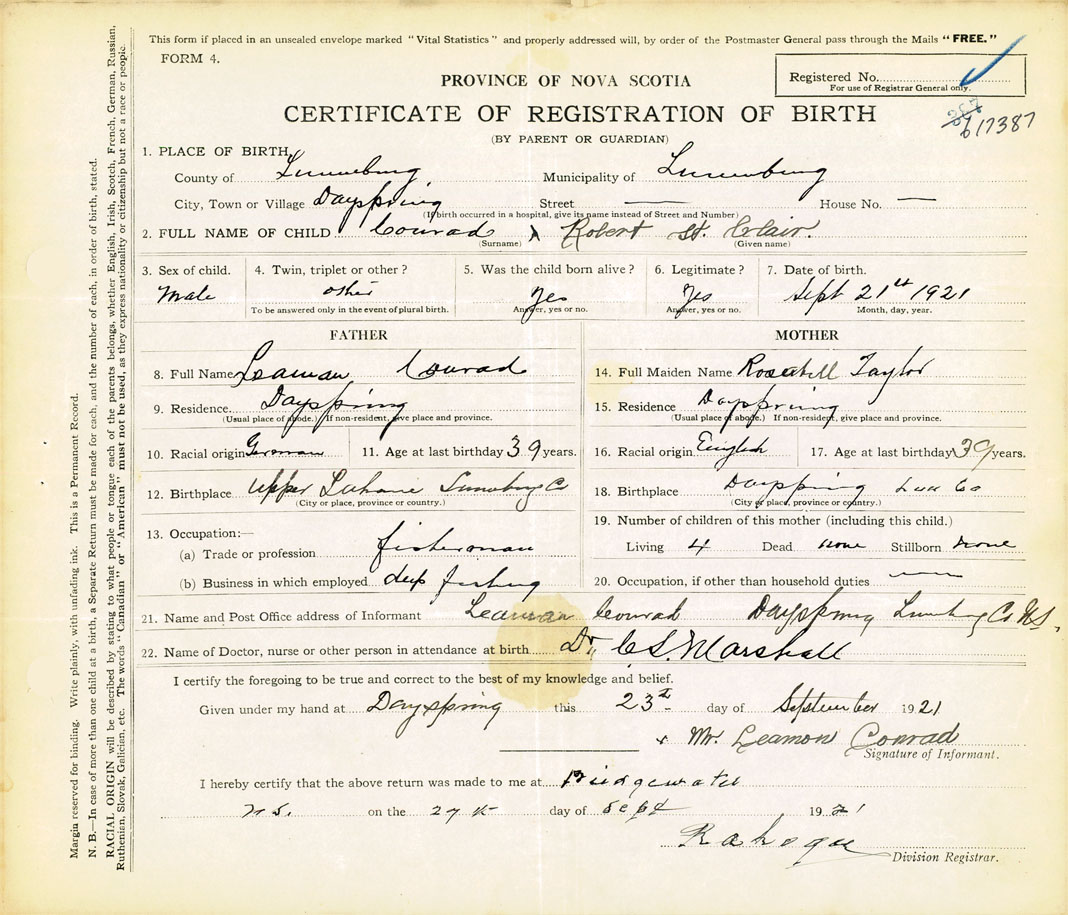 This form if placed in an unsealed envelope marked "Vital Statistics" and properly addressed will, by order of the Postmaster General pass through the Mails "FREE."
FORM 4.
Registered No.
For use of Registrar General only.
617387
PROVINCE OF NOVA SCOTIA
CERTIFICATE OF REGISTRATION OF BIRTH
(BY PARENT OR GUARDIAN)
1. PLACE OF BIRTH,
County of Lunenburg Municipality of Lunenburg
City, Town or Village Dayspring Street — House No. —
(If birth occurred in a hospital, give its name instead of Street and Number)
2. FULL NAME OF CHILD Conrad, Robert St. Clair.
(Surname) (Given name)
3. Sex of child. 4. Twin, triplet or other? 5. Was the child born alive? 6. Legitimate? 7. Date of birth.
Male other Yes Yes Sept 21st 1921
To be answered only in the event of plural birth. Answer, yes or no. Answer, yes or no. Month, day, year.
FATHER MOTHER
8. Full Name Leaman Conrad 14. Full Maiden Name Rosabell Taylor
9. Residence Dayspring 15. Residence Dayspring
(Usual place of abode.) (If non-resident, give place and province. (Usual place of abode.) (If non-resident, give place and province.
10. Racial origin German 11. Age at last birthday 39 years. 16. Racial origin English 17. Age at last birthday 39 years.
12. Birthplace Upper Lahave Lunenburg Co 18. Birthplace Dayspring Lun Co
(City or place, province or country.) (City or place, province or country.)
13. Occupation:— 19. Number of children of this mother (including this child.)
(a) Trade or profession fisherman Living 4 Dead none Stillborn none
(b) Business in which employed deep fishing 20. Occupation, if other than household duties —
21. Name and Post Office address of Informant Leaman Conrad Dayspring Lunenburg Co N.S.
22. Name of Doctor, nurse or other person in attendance at birth Dr. C.S. Marshall
I certify the foregoing to be true and correct to the best of my knowledge and belief.
Given under my hand at Dayspring this 23rd day of September 1921
x Mr. Leamon Conrad
Signature of Informant.
I hereby certify that the above return was made to me at Bridgewater
N.S. on the 27th day of Sept 1921
Division Registrar.
Margin reserved for binding. Write plainly, with unfading ink. This is a Permanent Record.
N. B.—In case of more than one child at a birth, a Separate Return must be made for each, and the number of each, in order of birth, stated.
RACIAL ORIGIN will be described by stating to what people or tongue each of the parents belongs, whether English, Irish, Scotch, French, German, Russian,
Ruthenian, Slovak, Galician, etc. The words "Canadian" or "American" must not be used, as they express nationality or citizenship but not a race or people.